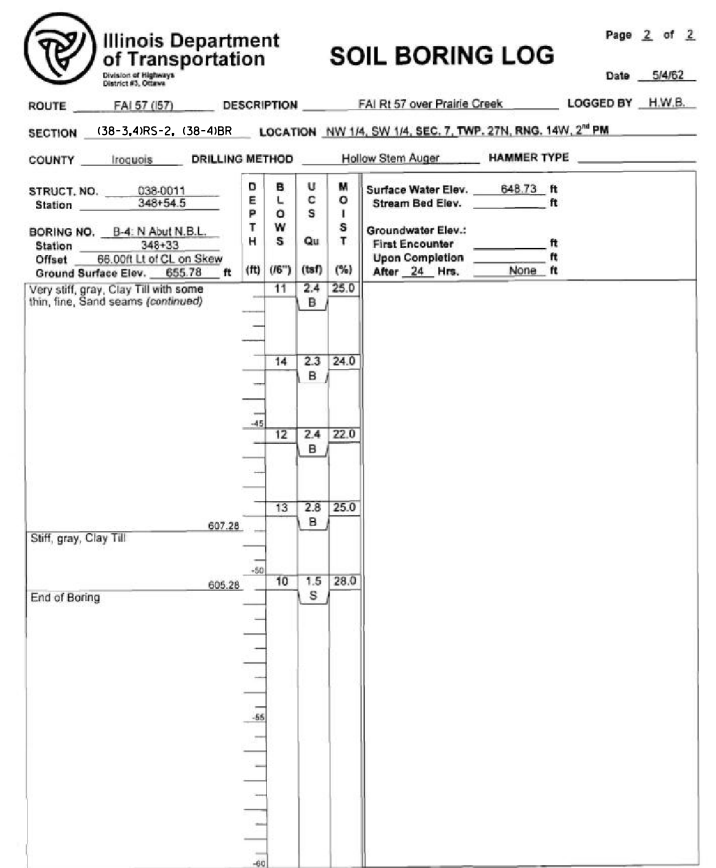 Illinois Department
of Transportation
Division of Highways
District #3, Ottawa
SOIL BORING LOG
Page 2 of 2
Date 5/4/62
ROUTE FAI 57 (I57) DESCRIPTION FAI Rt 57 over Prairie Creek LOGGED BY H.W.B.
SECTION (38-3,4)RS-2, (38-4)BR LOCATION NW 1/4, SW 1/4, SEC. 7, TWP. 27N, RNG. 14W, 2nd PM
COUNTY Iroquois DRILLING METHOD Hollow Stem Auger HAMMER TYPE
STRUCT. NO. 038-0011
Station 348+54.5
BORING NO. B-4: N Abut N.B.L.
Station 348+33
Offset 66.00ft Lt of CL on Skew
Ground Surface Elev. 655.78 ft
DEPTH (ft)
BLOWS (/6")
UCS Qu (tsf)
MOIST (%)
Surface Water Elev. 648.73 ft
Stream Bed Elev. ft
Groundwater Elev.:
First Encounter ft
Upon Completion ft
After 24 Hrs. None ft
Very stiff, gray, Clay Till with some 11 2.4 25.0
thin, fine, Sand seams (continued) B
14 2.3 24.0
B
-45
12 2.4 22.0
B
13 2.8 25.0
607.28 B
Stiff, gray, Clay Till
-50
605.28 10 1.5 28.0
End of Boring S
-55
-60